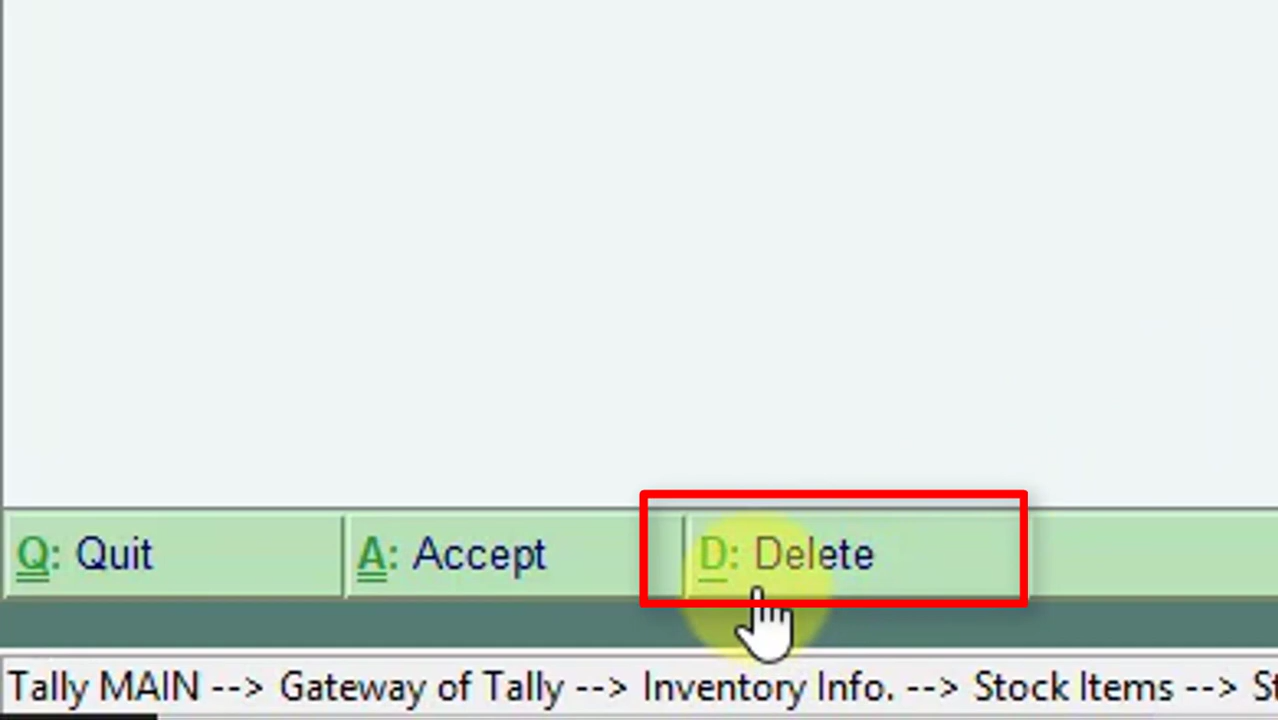 Q: Quit A: Accept D: Delete
Tally MAIN --> Gateway of Tally --> Inventory Info. --> Stock Items -->